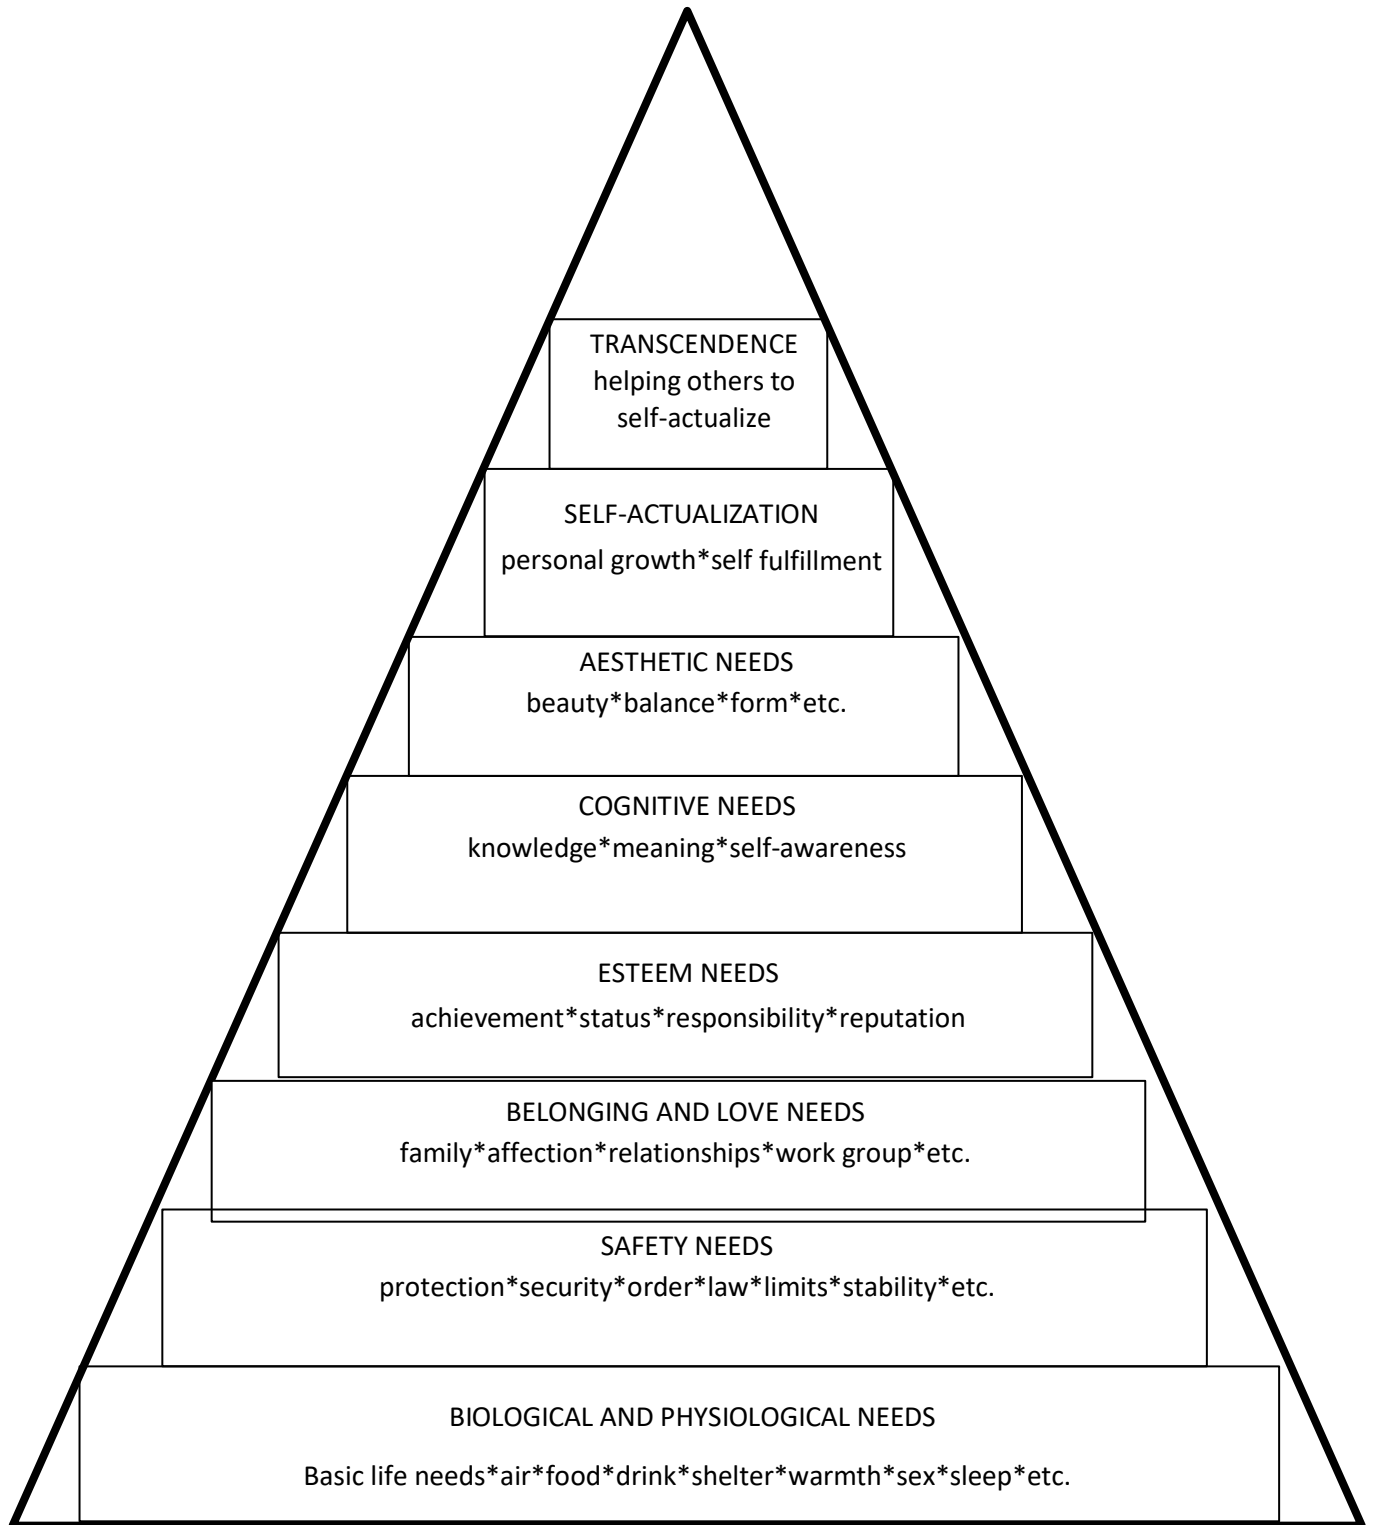 TRANSCENDENCE
helping others to
self-actualize
SELF-ACTUALIZATION
personal growth*self fulfillment
AESTHETIC NEEDS
beauty*balance*form*etc.
COGNITIVE NEEDS
knowledge*meaning*self-awareness
ESTEEM NEEDS
achievement*status*responsibility*reputation
BELONGING AND LOVE NEEDS
family*affection*relationships*work group*etc.
SAFETY NEEDS
protection*security*order*law*limits*stability*etc.
BIOLOGICAL AND PHYSIOLOGICAL NEEDS
Basic life needs*air*food*drink*shelter*warmth*sex*sleep*etc.